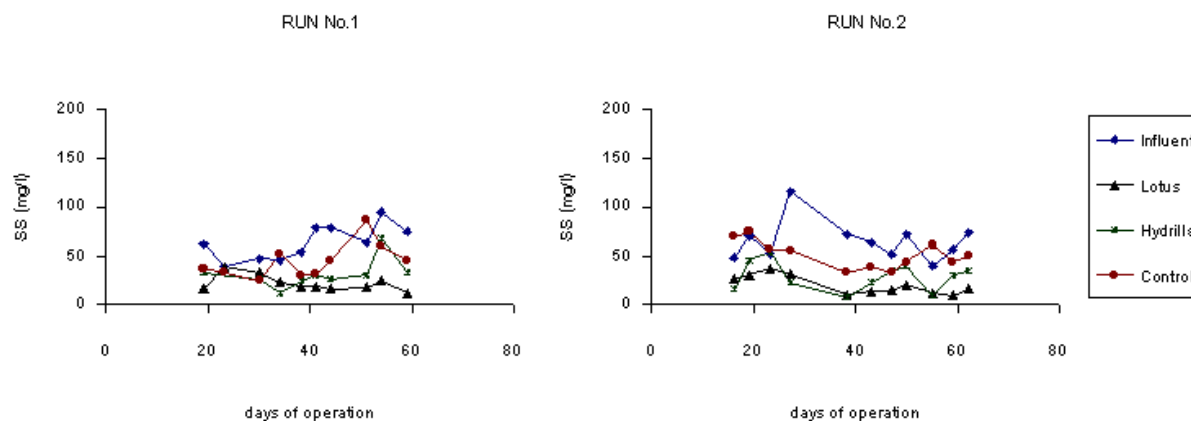 RUN No.1
RUN No.2
200
150
100
50
0
SS (mg/l)
0 20 40 60 80
days of operation
200
150
100
50
0
SS (mg/l)
0 20 40 60 80
days of operation
Influent
Lotus
Hydrills
Control